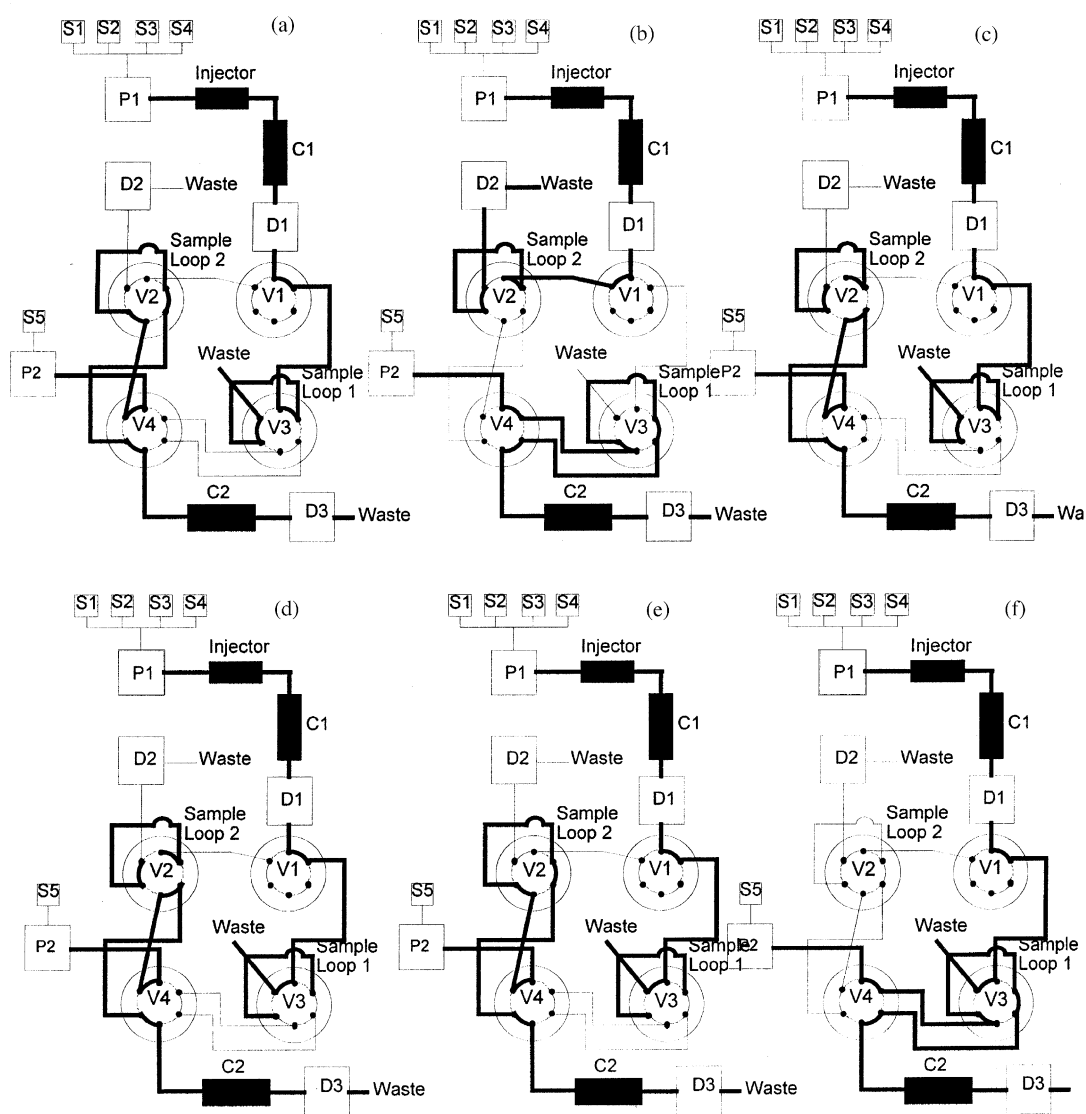 (a)
S1 S2 S3 S4
Injector
P1
C1
D2 Waste
D1
Sample
Loop 2
V2 V1
S5
P2
Waste
Sample
Loop 1
V4 V3
C2
D3 Waste
(b)
S1 S2 S3 S4
Injector
P1
C1
D2 Waste
D1
Sample
Loop 2
V2 V1
S5
P2
Waste
Sample
Loop 1
V4 V3
C2
D3 Waste
(c)
S1 S2 S3 S4
Injector
P1
C1
D2 Waste
D1
Sample
Loop 2
V2 V1
S5
P2
Waste
Sample
Loop 1
V4 V3
C2
D3 Wa
(d)
S1 S2 S3 S4
Injector
P1
C1
D2 Waste
D1
Sample
Loop 2
V2 V1
S5
P2
Waste
Sample
Loop 1
V4 V3
C2
D3 Waste
(e)
S1 S2 S3 S4
Injector
P1
C1
D2 Waste
D1
Sample
Loop 2
V2 V1
S5
P2
Waste
Sample
Loop 1
V4 V3
C2
D3 Waste
(f)
S1 S2 S3 S4
Injector
P1
C1
D2 Waste
D1
Sample
Loop 2
V2 V1
S5
P2
Waste
Sample
Loop 1
V4 V3
C2
D3 Waste